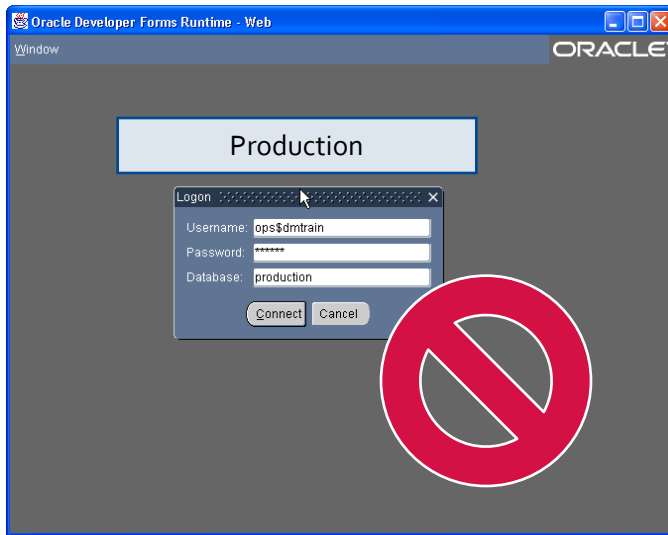 Oracle Developer Forms Runtime - Web
Window
ORACLE
Production
Logon
Username: ops$dmtrain
Password: ******
Database: production
Connect Cancel